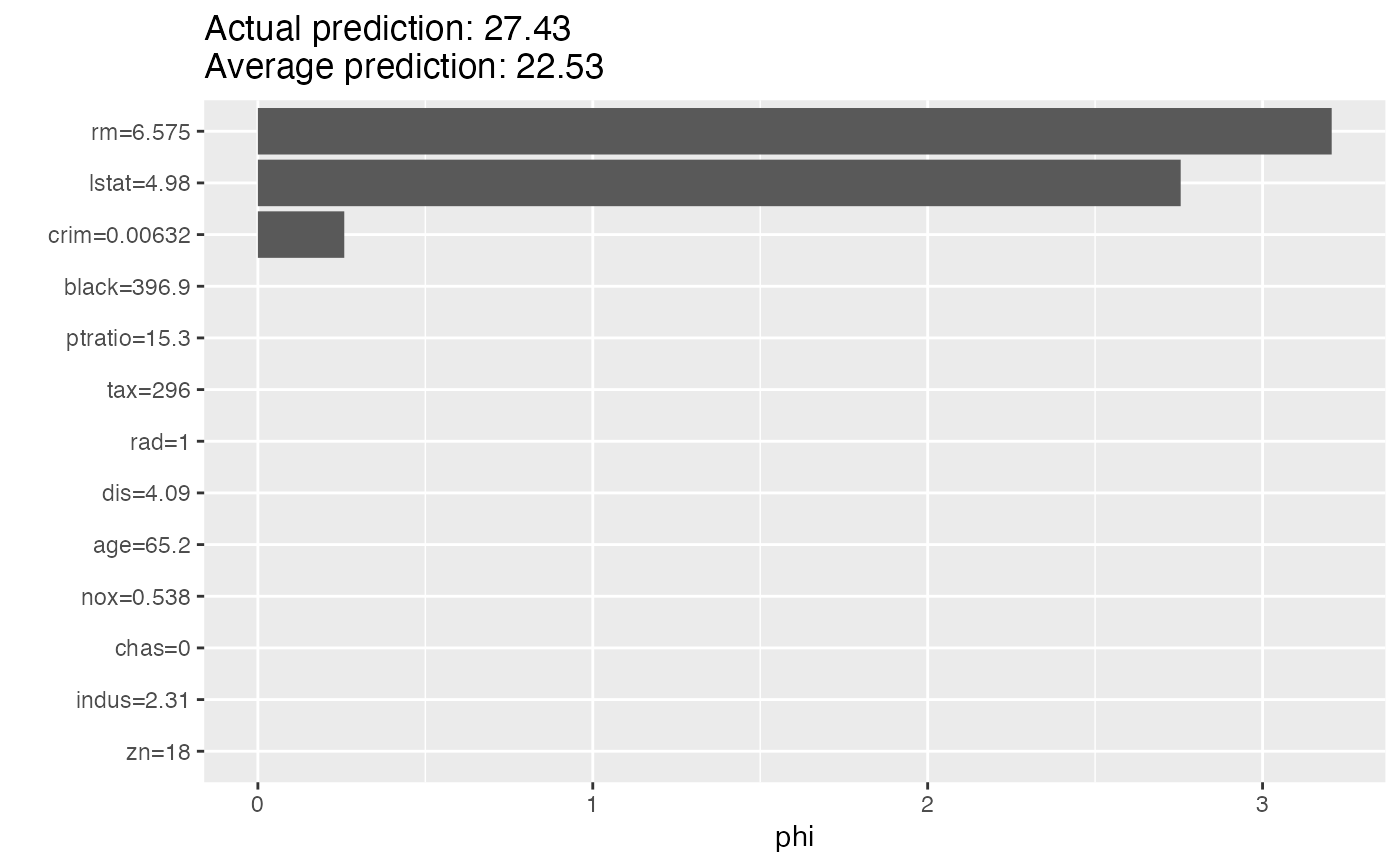 Actual prediction: 27.43
Average prediction: 22.53
rm=6.575
lstat=4.98
crim=0.00632
black=396.9
ptratio=15.3
tax=296
rad=1
dis=4.09
age=65.2
nox=0.538
chas=0
indus=2.31
zn=18
0 1 2 3
phi